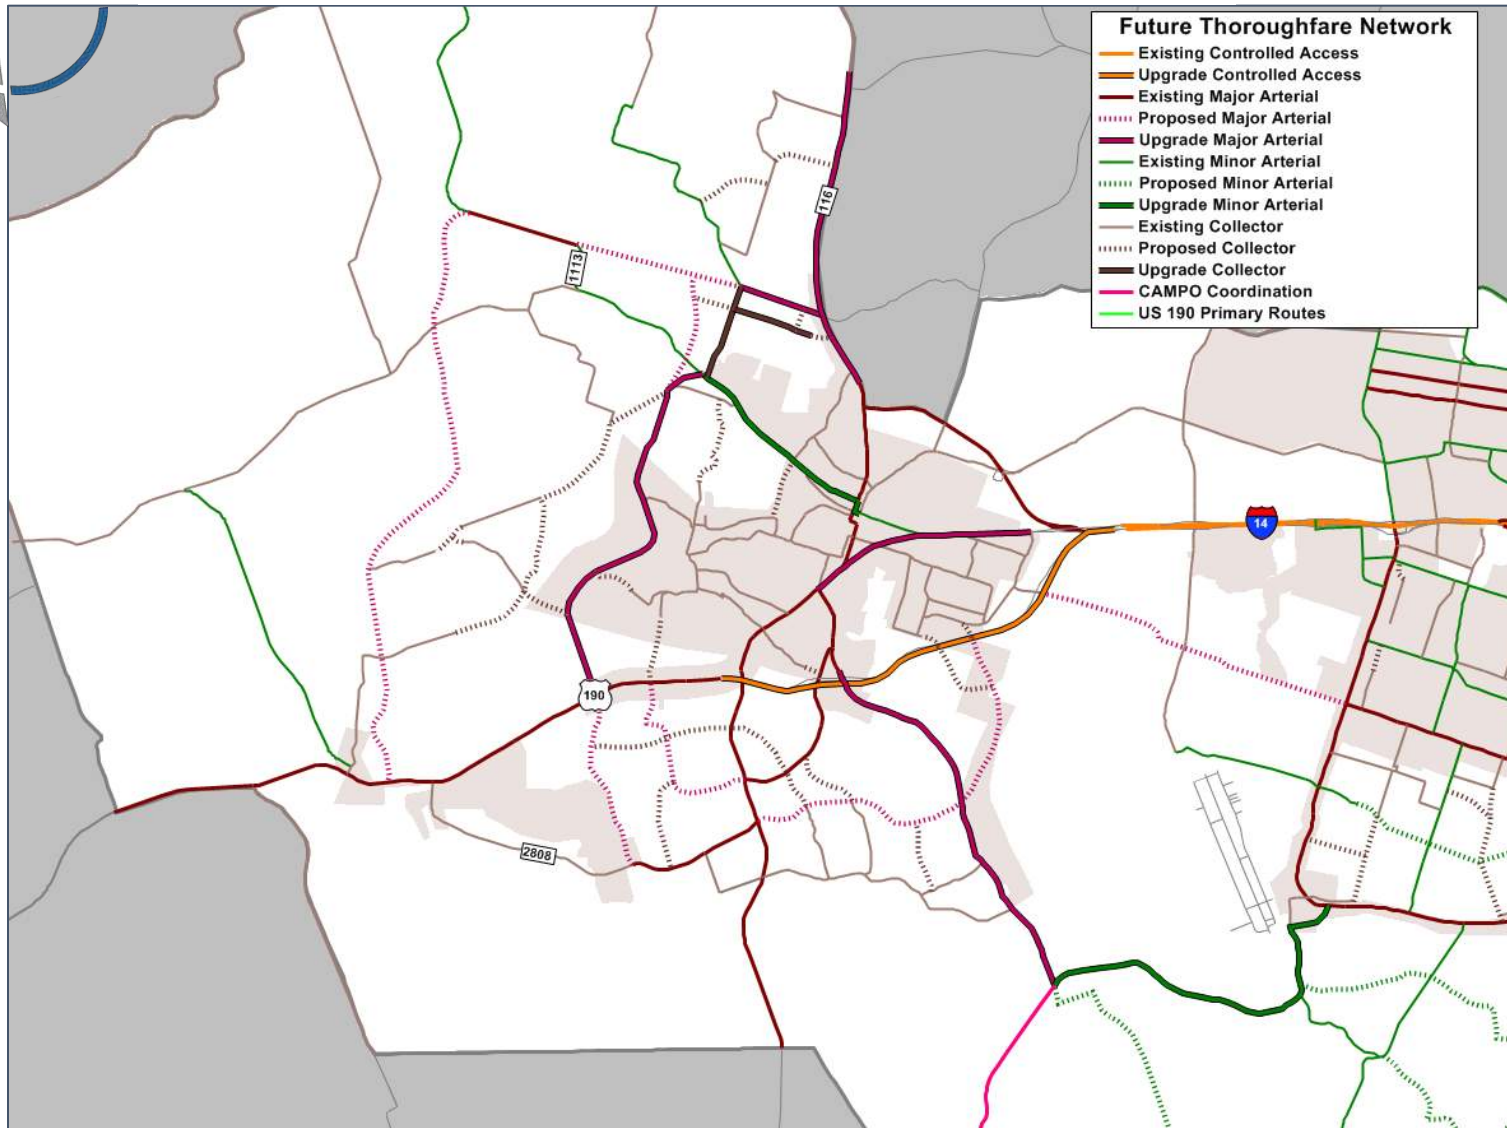 Future Thoroughfare Network
Existing Controlled Access
Upgrade Controlled Access
Existing Major Arterial
Proposed Major Arterial
Upgrade Major Arterial
Existing Minor Arterial
Proposed Minor Arterial
Upgrade Minor Arterial
Existing Collector
Proposed Collector
Upgrade Collector
CAMPO Coordination
US 190 Primary Routes
116
1113
14
190
2808